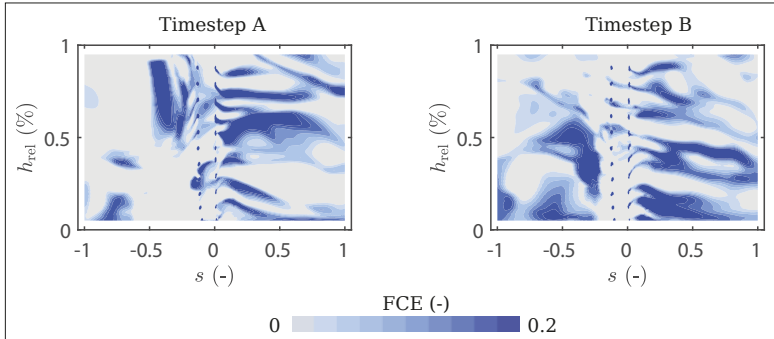 Timestep A
Timestep B
1
0.5
0
h_rel (%)
-1 -0.5 0 0.5 1
s (-)
1
0.5
0
h_rel (%)
-1 -0.5 0 0.5 1
s (-)
FCE (-)
0 0.2